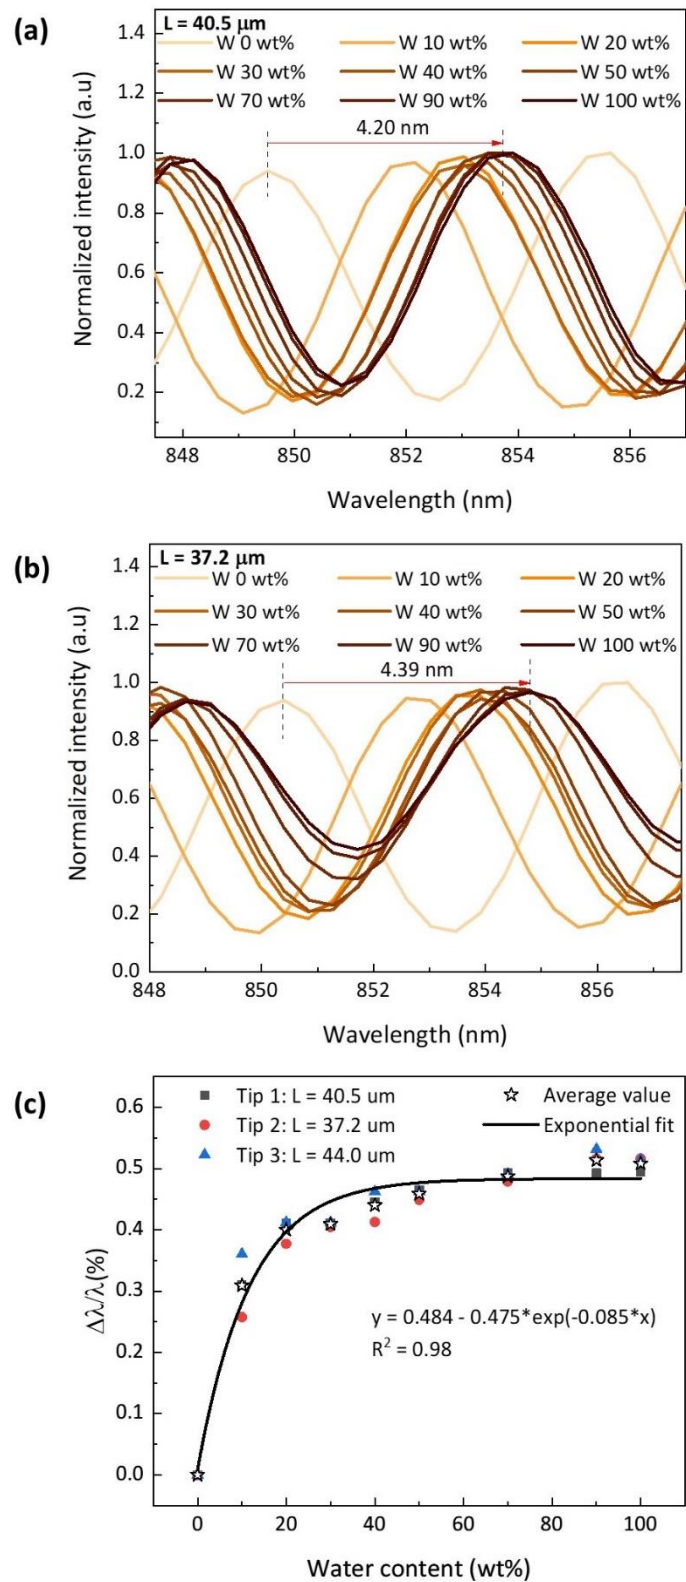 (a)
L = 40.5 µm
W 0 wt% W 10 wt% W 20 wt%
W 30 wt% W 40 wt% W 50 wt%
W 70 wt% W 90 wt% W 100 wt%
4.20 nm
1.4
1.2
1.0
0.8
0.6
0.4
0.2
Normalized intensity (a.u)
848 850 852 854 856
Wavelength (nm)
(b)
L = 37.2 µm
W 0 wt% W 10 wt% W 20 wt%
W 30 wt% W 40 wt% W 50 wt%
W 70 wt% W 90 wt% W 100 wt%
4.39 nm
1.4
1.2
1.0
0.8
0.6
0.4
0.2
0.0
Normalized intensity (a.u)
848 850 852 854 856
Wavelength (nm)
(c)
Tip 1: L = 40.5 um Average value
Tip 2: L = 37.2 um Exponential fit
Tip 3: L = 44.0 um
0.6
0.5
0.4
0.3
0.2
0.1
0.0
Δλ/λ(%)
y = 0.484 - 0.475*exp(-0.085*x)
R² = 0.98
0 20 40 60 80 100
Water content (wt%)